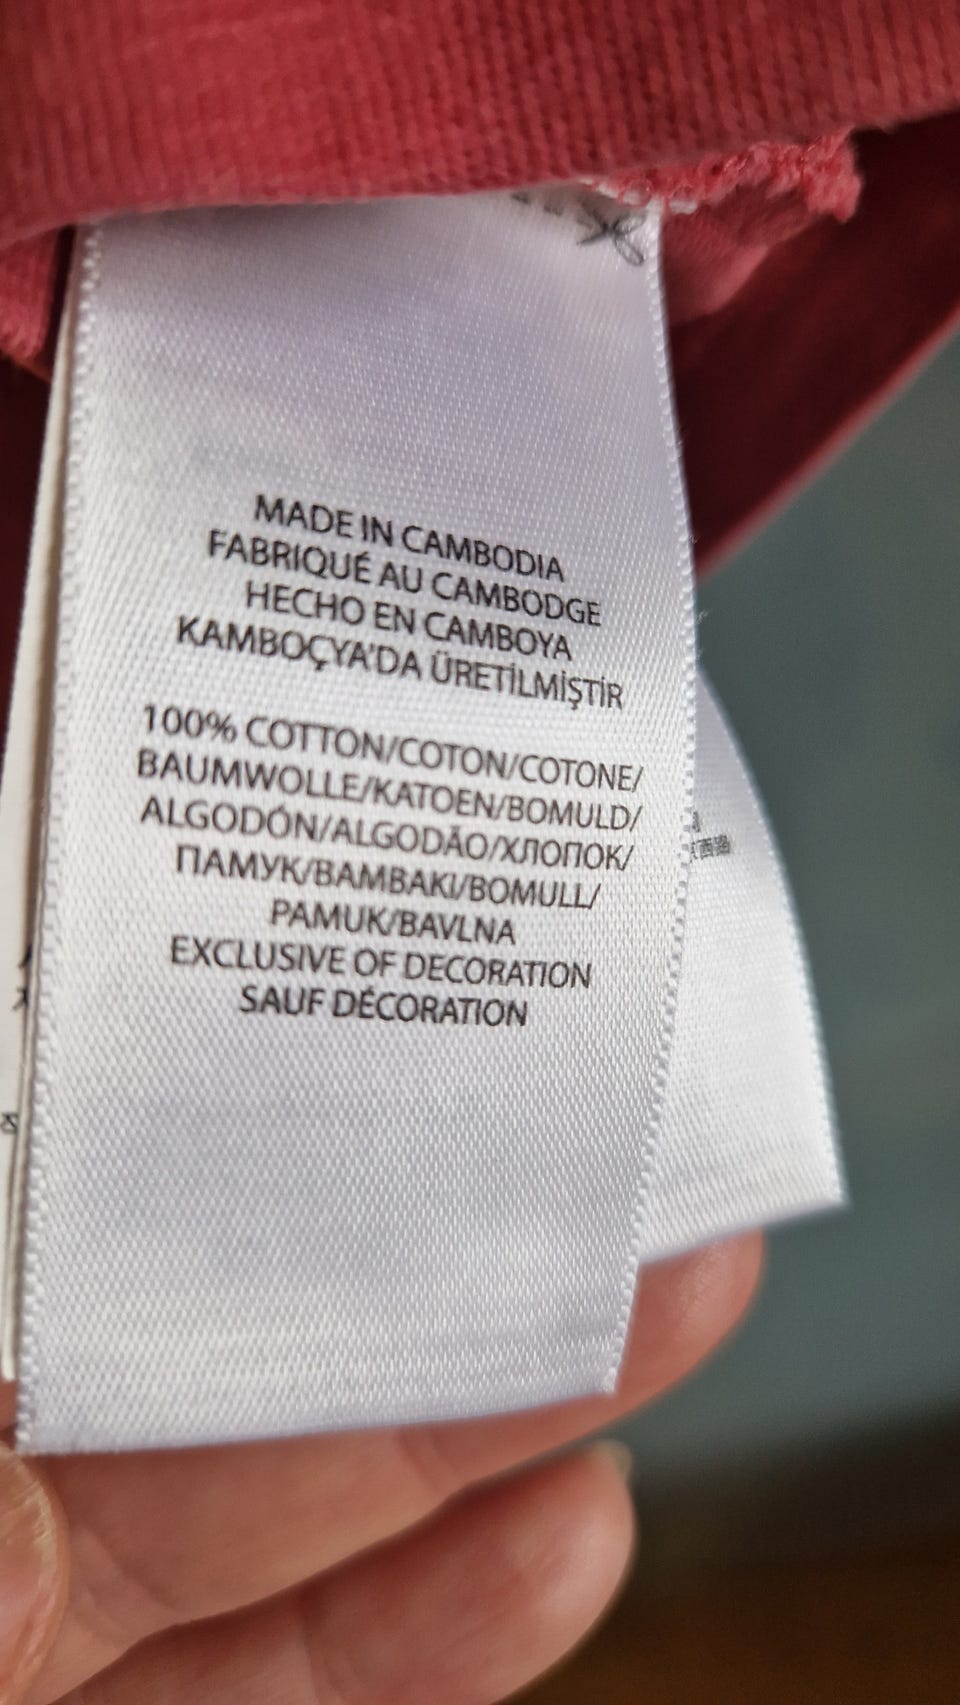 MADE IN CAMBODIA
FABRIQUÉ AU CAMBODGE
HECHO EN CAMBOYA
KAMBOÇYA'DA ÜRETİLMİŞTİR
100% COTTON/COTON/COTONE/
BAUMWOLLE/KATOEN/BOMULD/
ALGODÓN/ALGODÃO/ХЛОПОК/
ПАМУК/ΒΑΜΒΑΚΙ/BOMULL/
PAMUK/BAVLNA
EXCLUSIVE OF DECORATION
SAUF DÉCORATION